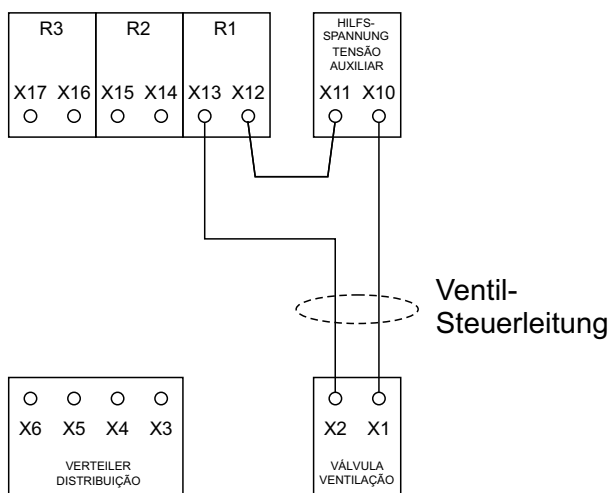 R3 R2 R1
HILFS-
SPANNUNG
TENSÃO
AUXILIAR
X17 X16 X15 X14 X13 X12 X11 X10
Ventil-
Steuerleitung
X6 X5 X4 X3
VERTEILER
DISTRIBUIÇÃO
X2 X1
VÁLVULA
VENTILAÇÃO